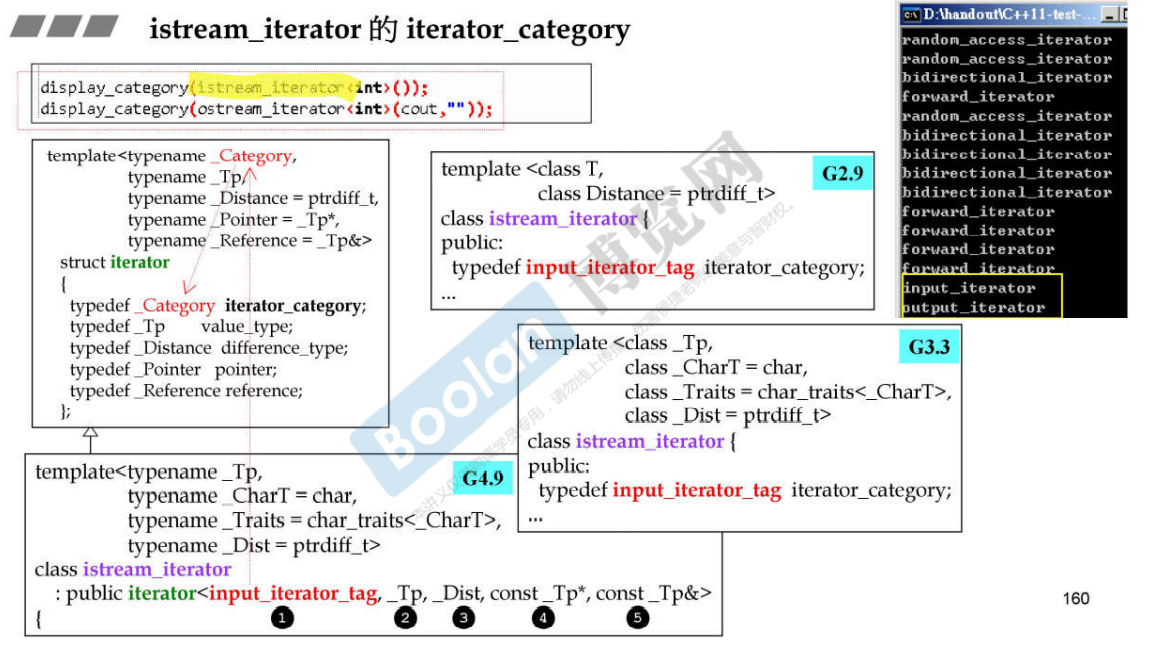 istream_iterator 的 iterator_category
display_category(istream_iterator<int>());
display_category(ostream_iterator<int>(cout,""));
template<typename _Category,
typename _Tp,
typename _Distance = ptrdiff_t,
typename _Pointer = _Tp*,
typename _Reference = _Tp&>
struct iterator
{
typedef _Category iterator_category;
typedef _Tp value_type;
typedef _Distance difference_type;
typedef _Pointer pointer;
typedef _Reference reference;
};
G2.9
template <class T,
class Distance = ptrdiff_t>
class istream_iterator {
public:
typedef input_iterator_tag iterator_category;
...
G3.3
template <class _Tp,
class _CharT = char,
class _Traits = char_traits<_CharT>,
class _Dist = ptrdiff_t>
class istream_iterator {
public:
typedef input_iterator_tag iterator_category;
...
G4.9
template<typename _Tp,
typename _CharT = char,
typename _Traits = char_traits<_CharT>,
typename _Dist = ptrdiff_t>
class istream_iterator
: public iterator<input_iterator_tag, _Tp, _Dist, const _Tp*, const _Tp&>
{
1 2 3 4 5
D:\handout\C++11-test-...
random_access_iterator
random_access_iterator
bidirectional_iterator
forward_iterator
random_access_iterator
bidirectional_iterator
bidirectional_iterator
bidirectional_iterator
bidirectional_iterator
forward_iterator
forward_iterator
forward_iterator
forward_iterator
input_iterator
output_iterator
Boolan 博览网
160